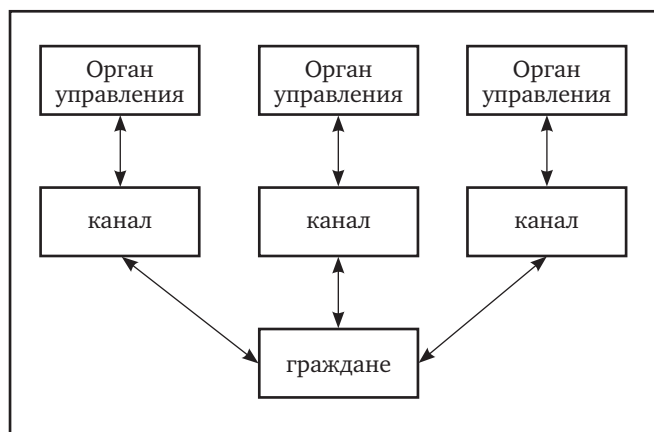 Орган
управления
Орган
управления
Орган
управления
канал
канал
канал
граждане